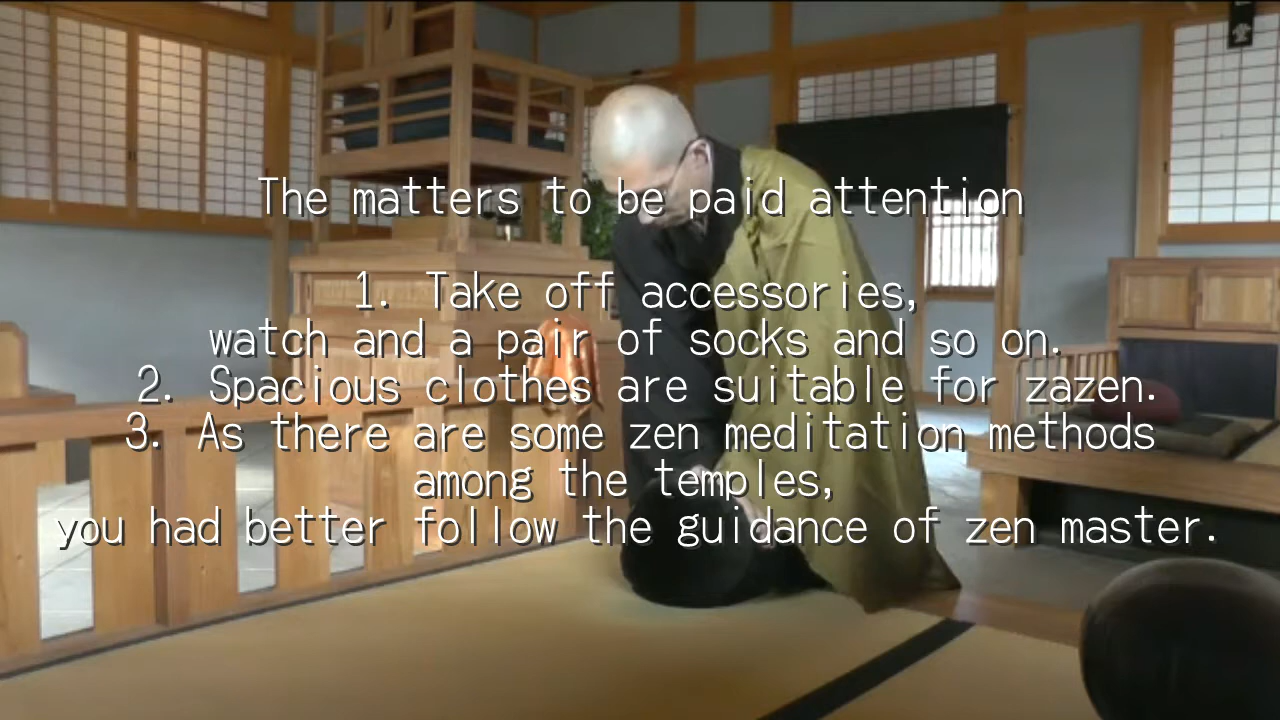 The matters to be paid attention
1. Take off accessories,
watch and a pair of socks and so on.
2. Spacious clothes are suitable for zazen.
3. As there are some zen meditation methods
among the temples,
you had better follow the guidance of zen master.